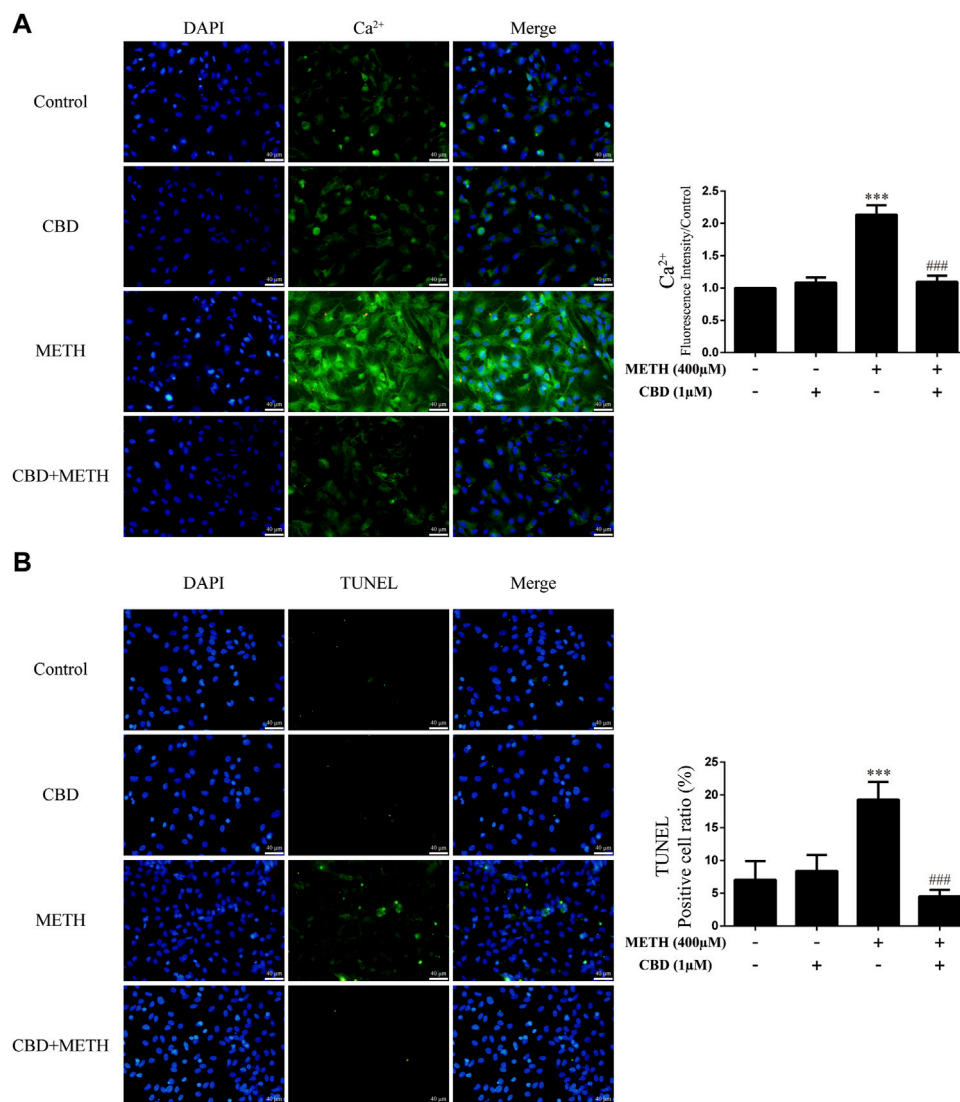 A
DAPI Ca²⁺ Merge
Control
40 μm 40 μm 40 μm
CBD
40 μm 40 μm 40 μm
METH
40 μm 40 μm 40 μm
CBD+METH
40 μm 40 μm 40 μm
Ca²⁺
Fluorescence Intensity/Control
2.5
2.0
1.5
1.0
0.5
0.0
***
###
METH (400μM) - - + +
CBD (1μM) - + - +
B
DAPI TUNEL Merge
Control
40 μm 40 μm 40 μm
CBD
40 μm 40 μm 40 μm
METH
40 μm 40 μm 40 μm
CBD+METH
40 μm 40 μm 40 μm
TUNEL
Positive cell ratio (%)
25
20
15
10
5
0
***
###
METH (400μM) - - + +
CBD (1μM) - + - +